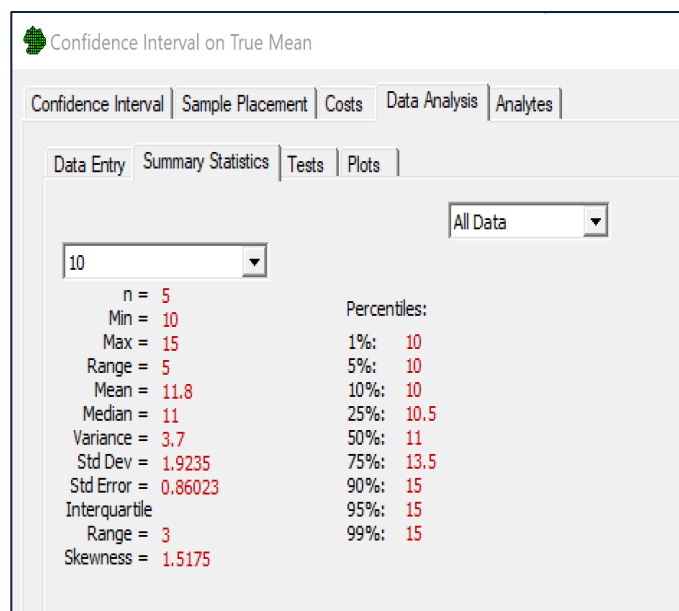 Confidence Interval on True Mean
Confidence Interval Sample Placement Costs Data Analysis Analytes
Data Entry Summary Statistics Tests Plots
All Data
10
n = 5
Min = 10
Max = 15
Range = 5
Mean = 11.8
Median = 11
Variance = 3.7
Std Dev = 1.9235
Std Error = 0.86023
Interquartile
Range = 3
Skewness = 1.5175
Percentiles:
1%: 10
5%: 10
10%: 10
25%: 10.5
50%: 11
75%: 13.5
90%: 15
95%: 15
99%: 15